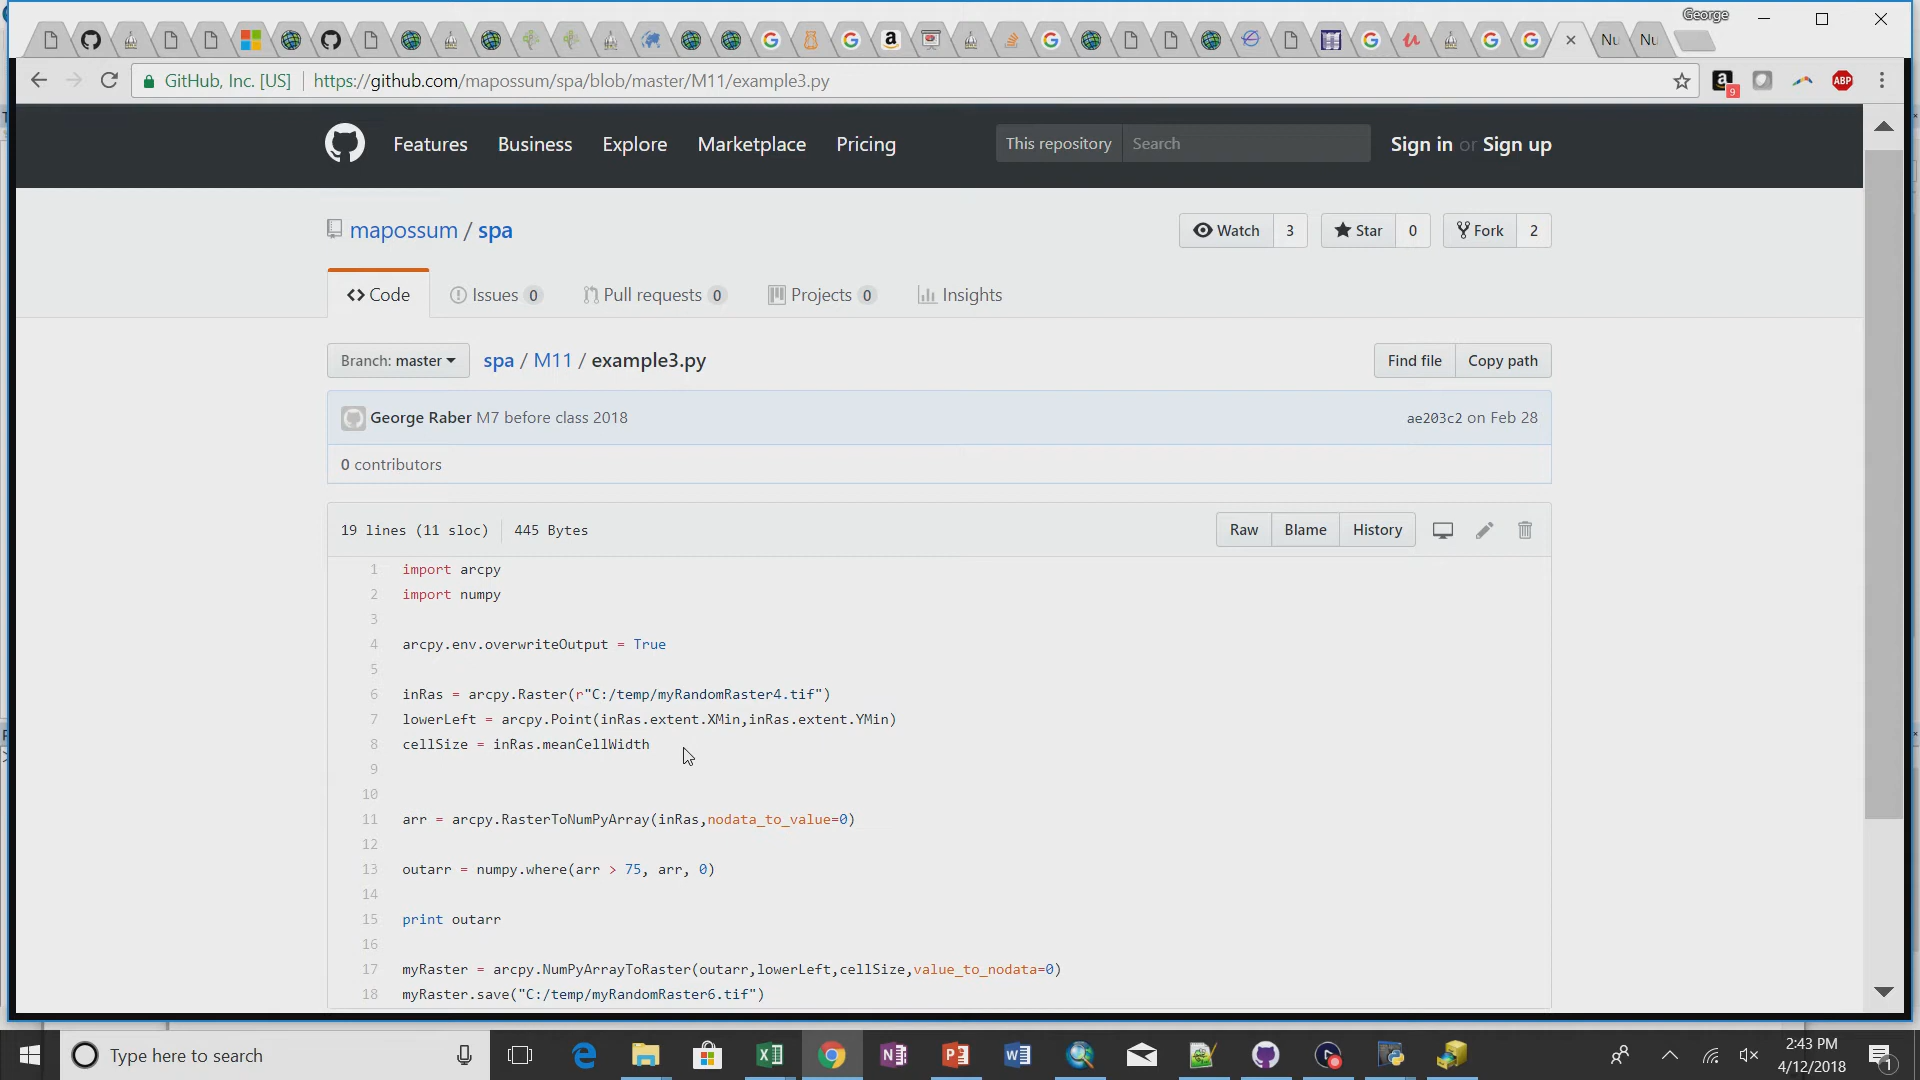 George
Nu
Nu
GitHub, Inc. [US]
https://github.com/mapossum/spa/blob/master/M11/example3.py
9
ABP
Features
Business
Explore
Marketplace
Pricing
This repository
Search
Sign in or Sign up
mapossum / spa
Watch 3
Star 0
Fork 2
Code
Issues 0
Pull requests 0
Projects 0
Insights
Branch: master
spa / M11 / example3.py
Find file
Copy path
George Raber M7 before class 2018
ae203c2 on Feb 28
0 contributors
19 lines (11 sloc)
445 Bytes
Raw
Blame
History
1 import arcpy
2 import numpy
3
4 arcpy.env.overwriteOutput = True
5
6 inRas = arcpy.Raster(r"C:/temp/myRandomRaster4.tif")
7 lowerLeft = arcpy.Point(inRas.extent.XMin,inRas.extent.YMin)
8 cellSize = inRas.meanCellWidth
9
10
11 arr = arcpy.RasterToNumPyArray(inRas,nodata_to_value=0)
12
13 outarr = numpy.where(arr > 75, arr, 0)
14
15 print outarr
16
17 myRaster = arcpy.NumPyArrayToRaster(outarr,lowerLeft,cellSize,value_to_nodata=0)
18 myRaster.save("C:/temp/myRandomRaster6.tif")
Type here to search
2:43 PM
4/12/2018
1